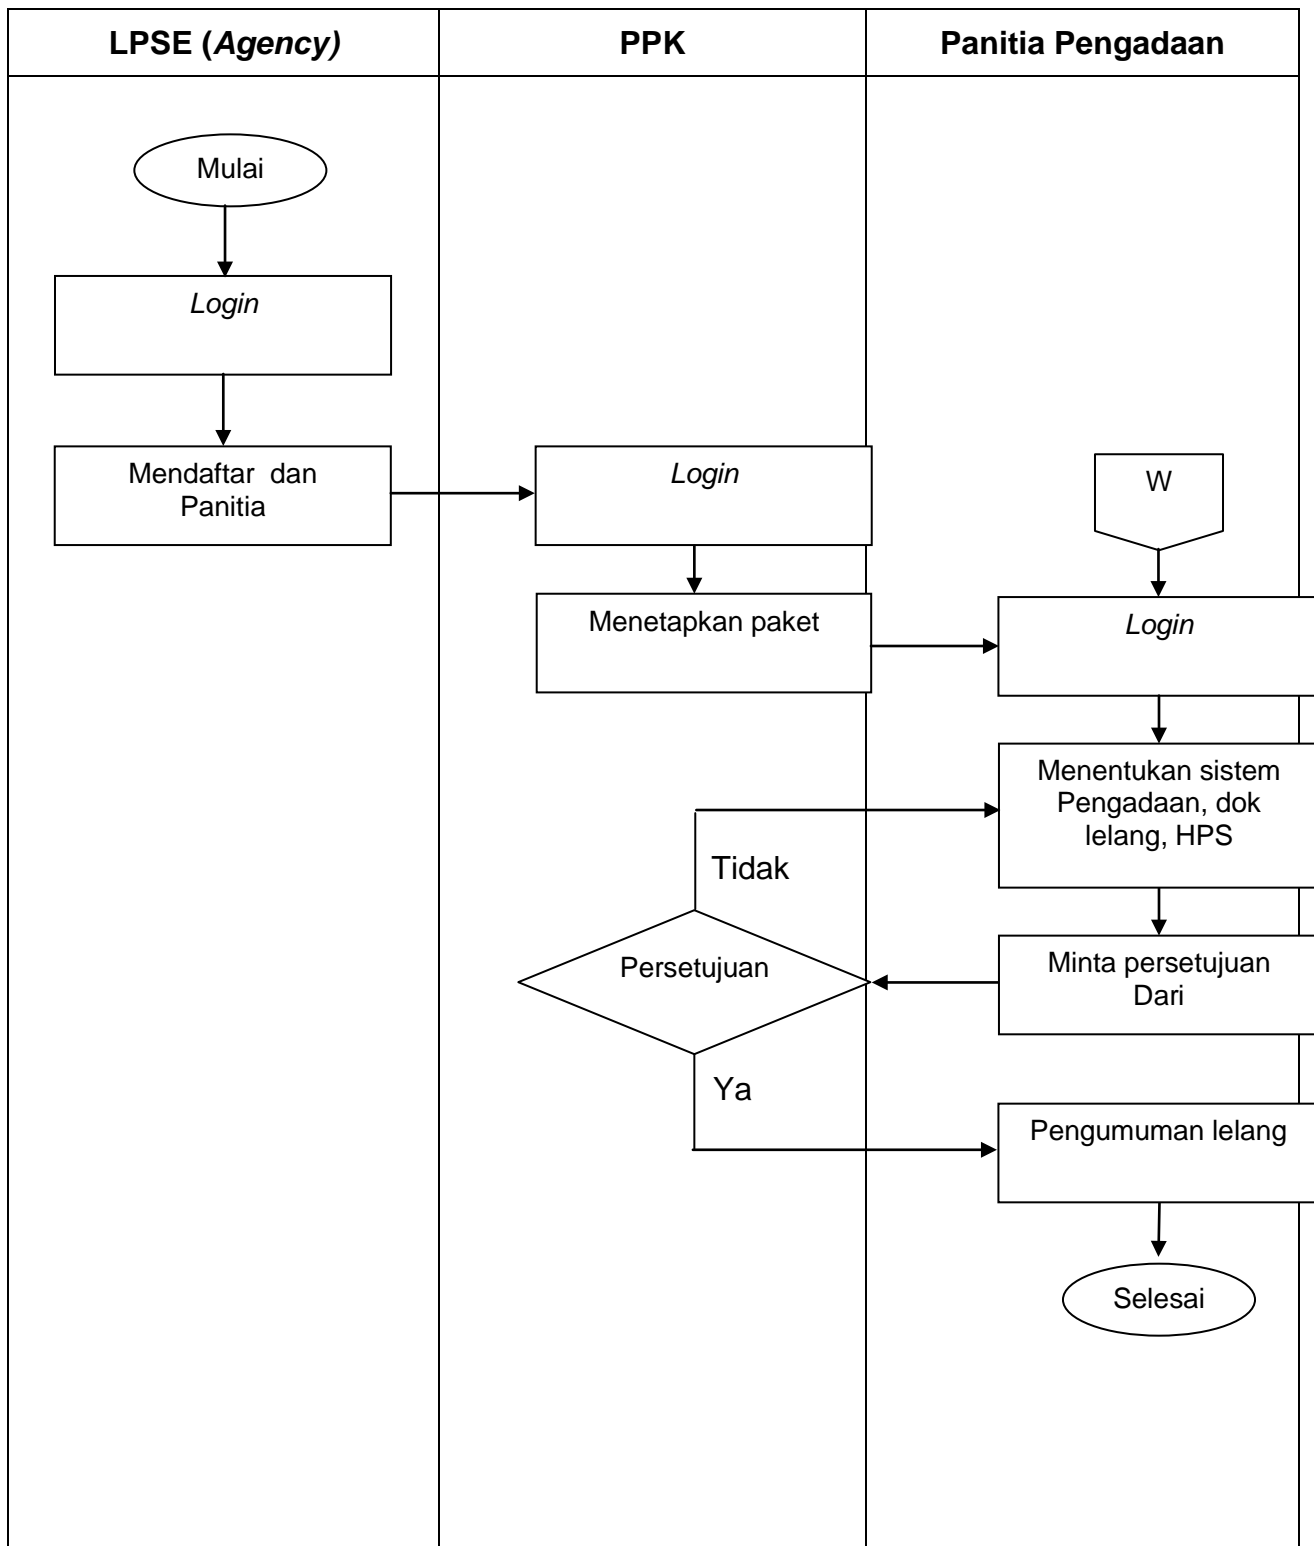 LPSE (Agency)
PPK
Panitia Pengadaan
Mulai
Login
Mendaftar dan
Panitia
Login
Menetapkan paket
W
Login
Menentukan sistem
Pengadaan, dok
lelang, HPS
Tidak
Persetujuan
Minta persetujuan
Dari
Ya
Pengumuman lelang
Selesai